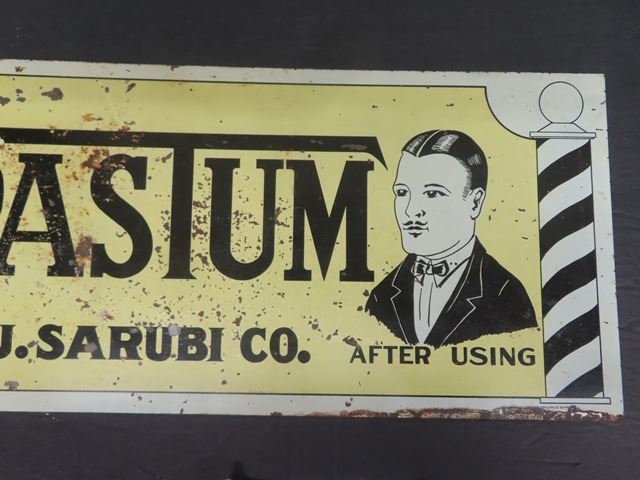 PASTUM
J. SARUBI CO.
AFTER USING